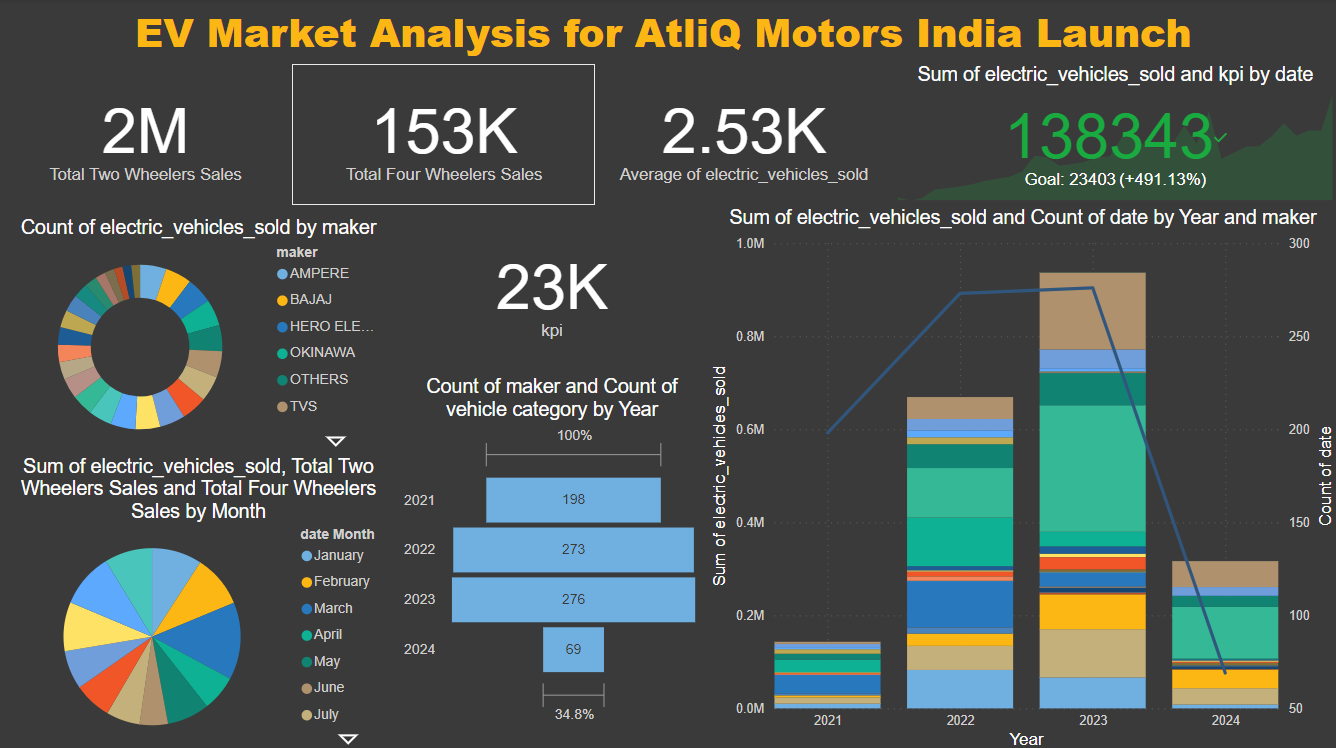 EV Market Analysis for AtliQ Motors India Launch
2M
Total Two Wheelers Sales
153K
Total Four Wheelers Sales
2.53K
Average of electric_vehicles_sold
Sum of electric_vehicles_sold and kpi by date
138343
Goal: 23403 (+491.13%)
Count of electric_vehicles_sold by maker
maker
AMPERE
BAJAJ
HERO ELE…
OKINAWA
OTHERS
TVS
23K
kpi
Count of maker and Count of
vehicle category by Year
100%
2021
198
2022
273
2023
276
2024
69
34.8%
Sum of electric_vehicles_sold, Total Two
Wheelers Sales and Total Four Wheelers
Sales by Month
date Month
January
February
March
April
May
June
July
Sum of electric_vehicles_sold and Count of date by Year and maker
Sum of electric_vehicles_sold
1.0M
0.8M
0.6M
0.4M
0.2M
0.0M
300
250
200
150
100
50
Count of date
2021
2022
2023
2024
Year